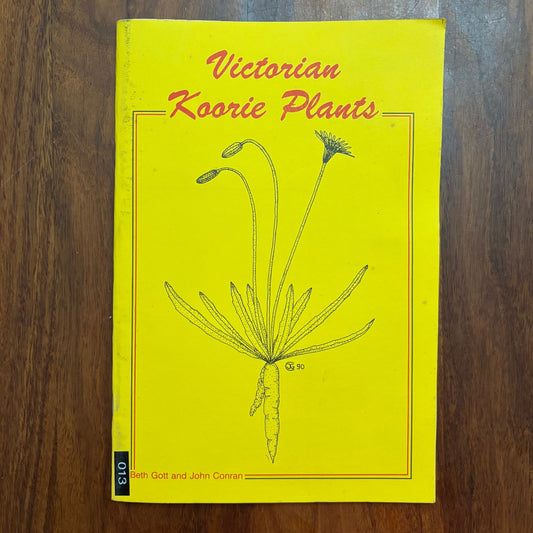 Victorian
Koorie Plants
90
Beth Gott and John Conran
013